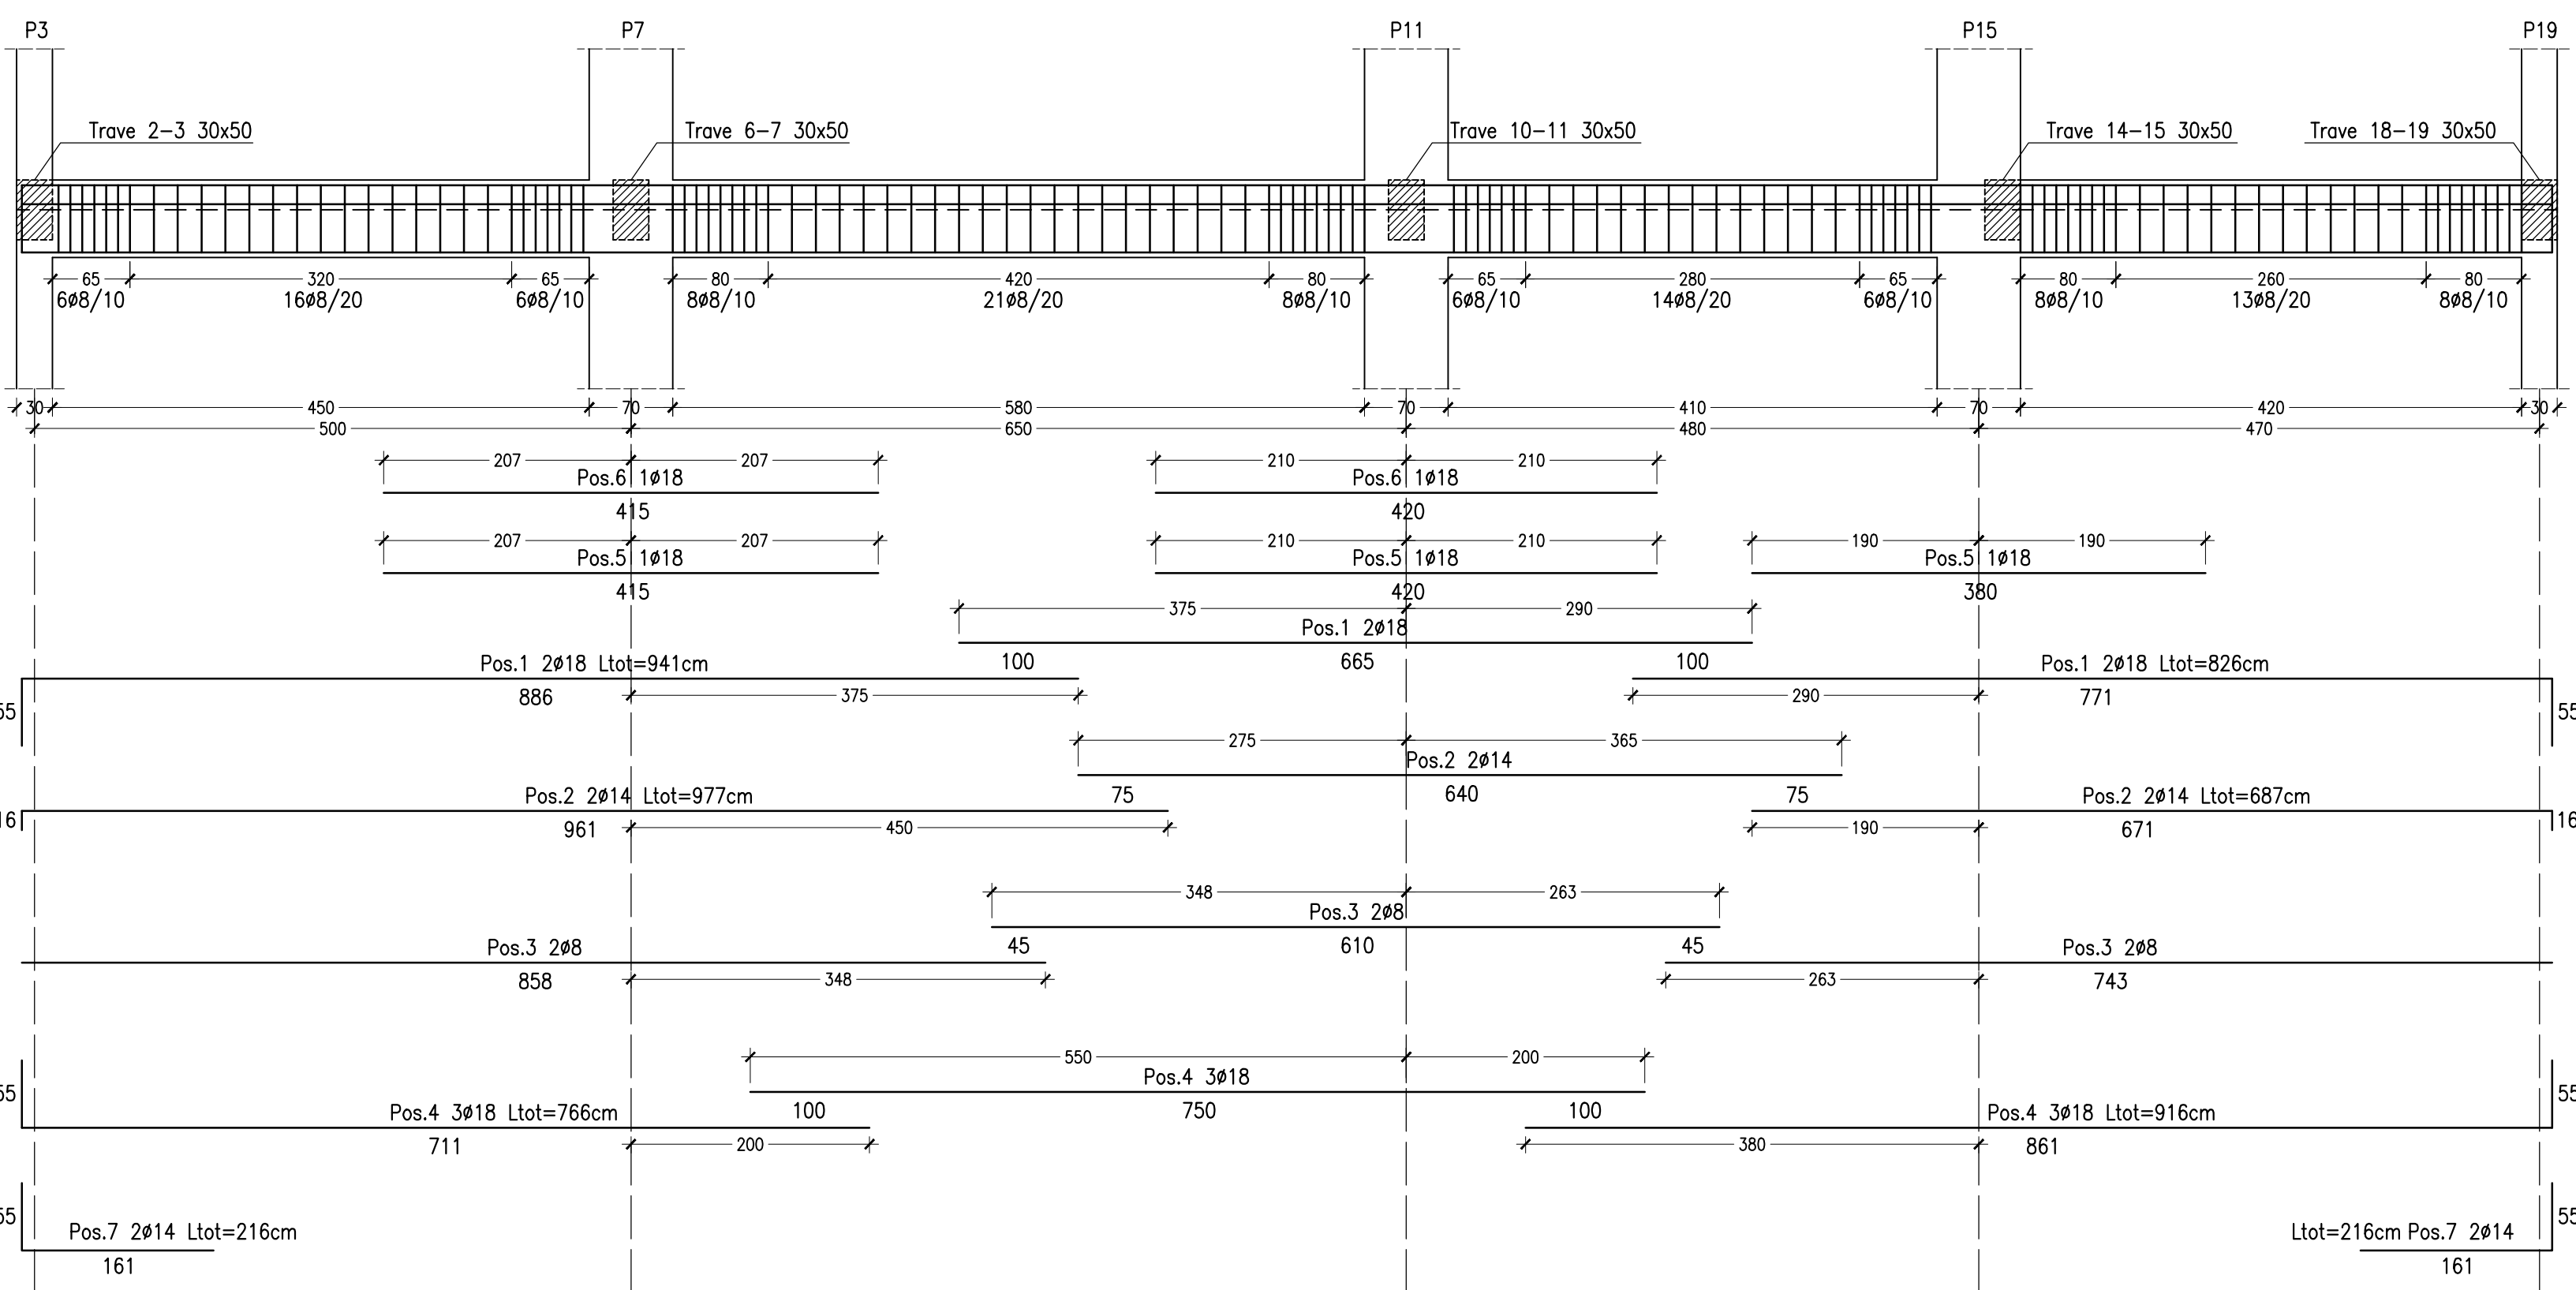 P3 P7 P11 P15 P19
Trave 2-3 30x50 Trave 6-7 30x50 Trave 10-11 30x50 Trave 14-15 30x50 Trave 18-19 30x50
65 320 65 80 420 80 65 280 65 80 260 80
6ø8/10 16ø8/20 6ø8/10 8ø8/10 21ø8/20 8ø8/10 6ø8/10 14ø8/20 6ø8/10 8ø8/10 13ø8/20 8ø8/10
30 450 70 580 70 410 70 420 30
500 650 480 470
207 207 210 210
Pos.6 1ø18 Pos.6 1ø18
415 420
207 207 210 210 190 190
Pos.5 1ø18 Pos.5 1ø18 Pos.5 1ø18
415 420 380
375 290
Pos.1 2ø18
100 665 100
Pos.1 2ø18 Ltot=941cm Pos.1 2ø18 Ltot=826cm
886 375 290 771
55 55
275 365
Pos.2 2ø14
75 640 75
Pos.2 2ø14 Ltot=977cm Pos.2 2ø14 Ltot=687cm
16 16
961 450 190 671
348 263
Pos.3 2ø8
45 610 45
Pos.3 2ø8 Pos.3 2ø8
858 348 263 743
550 200
Pos.4 3ø18
55 55
100 750 100
Pos.4 3ø18 Ltot=766cm Pos.4 3ø18 Ltot=916cm
711 200 380 861
55 55
Pos.7 2ø14 Ltot=216cm Ltot=216cm Pos.7 2ø14
161 161